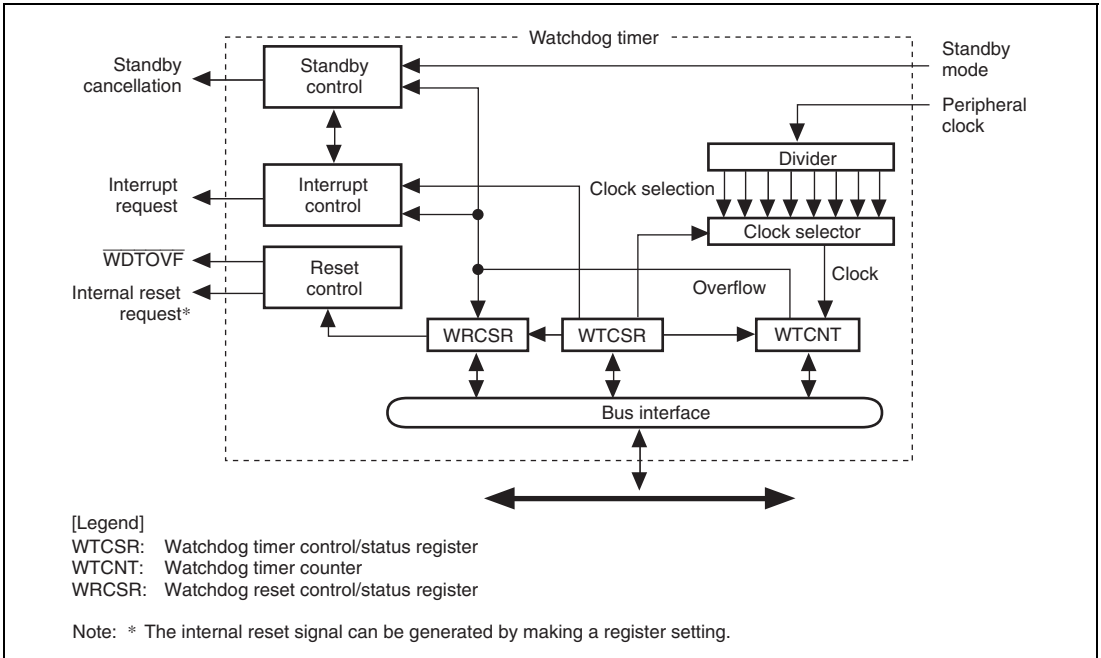 Watchdog timer
Standby
cancellation
Standby
control
Standby
mode
Peripheral
clock
Divider
Interrupt
request
Interrupt
control
Clock selection
Clock selector
WDTOVF
Internal reset
request*
Reset
control
Overflow
Clock
WRCSR
WTCSR
WTCNT
Bus interface
[Legend]
WTCSR: Watchdog timer control/status register
WTCNT: Watchdog timer counter
WRCSR: Watchdog reset control/status register
Note: * The internal reset signal can be generated by making a register setting.